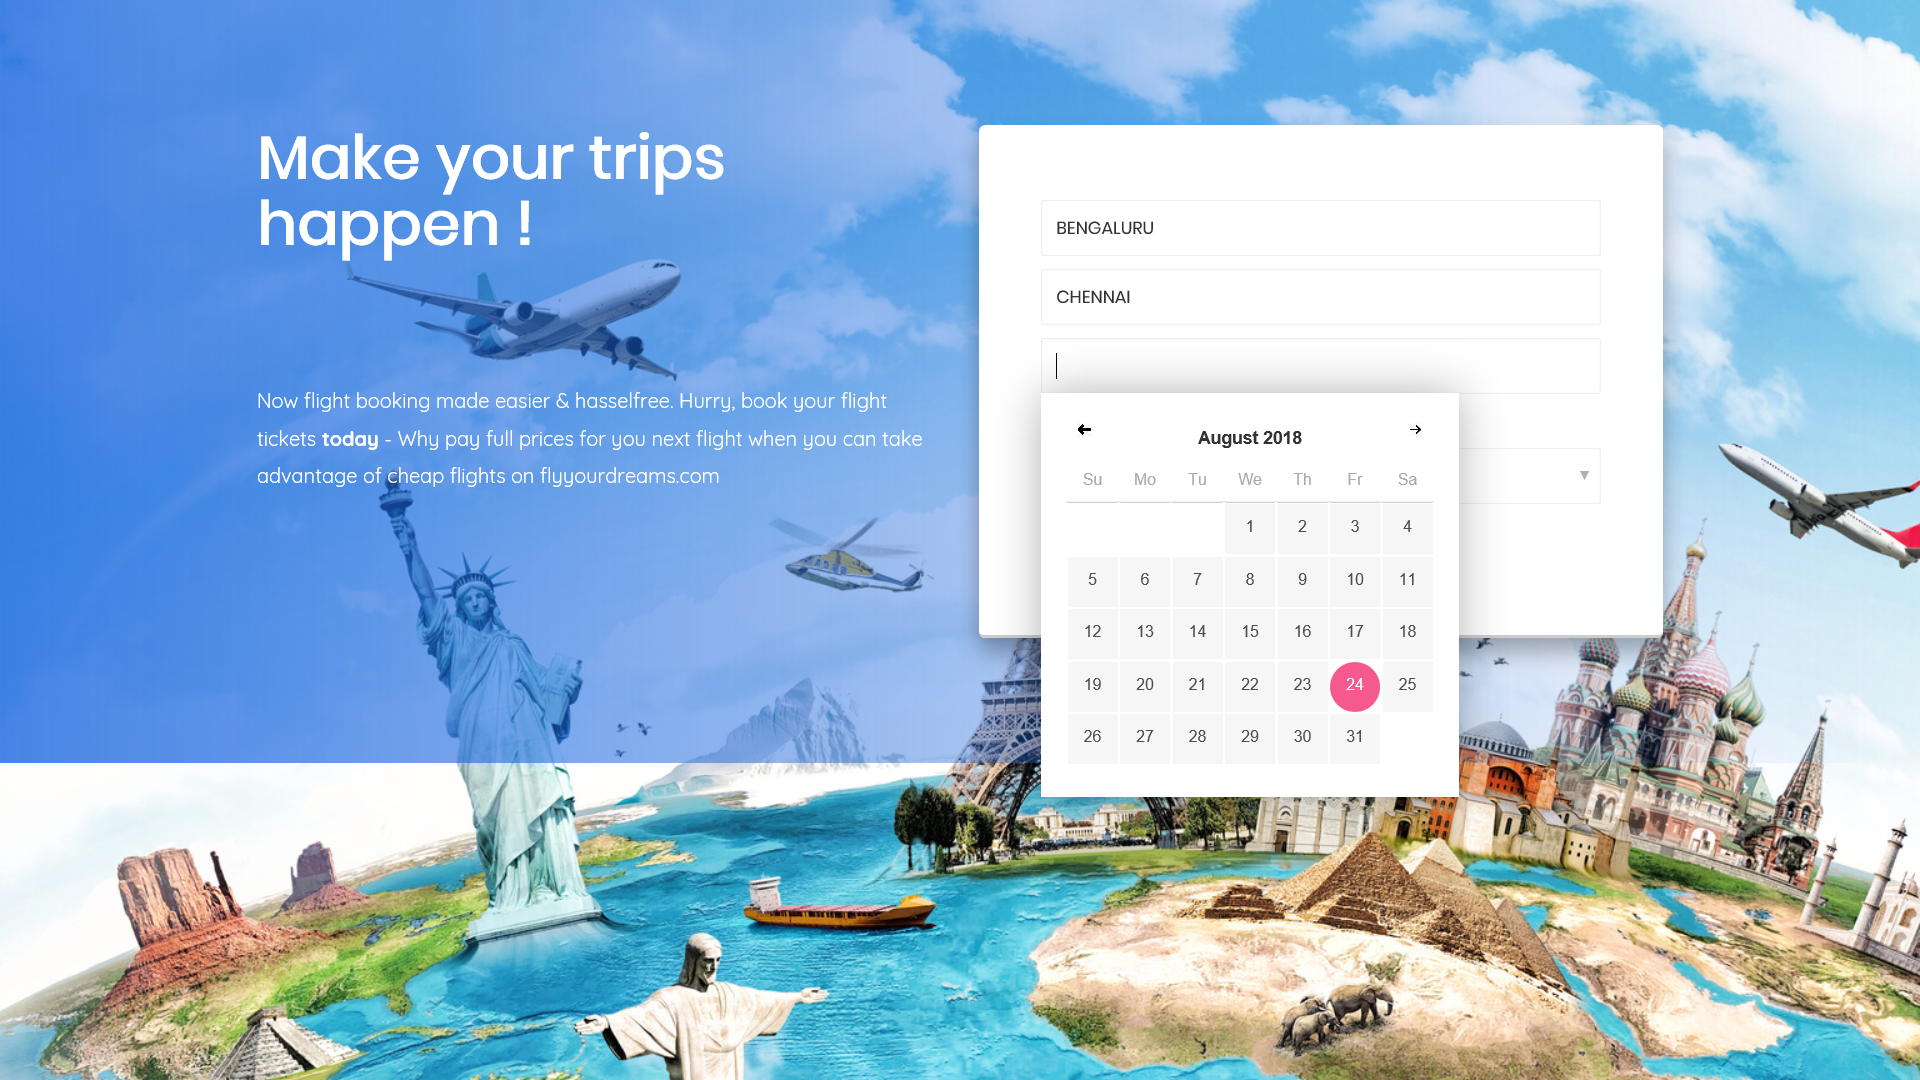 Make your trips
happen !
Now flight booking made easier & hasselfree. Hurry, book your flight
tickets today - Why pay full prices for you next flight when you can take
advantage of cheap flights on flyyourdreams.com
BENGALURU
CHENNAI
August 2018
Su Mo Tu We Th Fr Sa
1 2 3 4
5 6 7 8 9 10 11
12 13 14 15 16 17 18
19 20 21 22 23 24 25
26 27 28 29 30 31